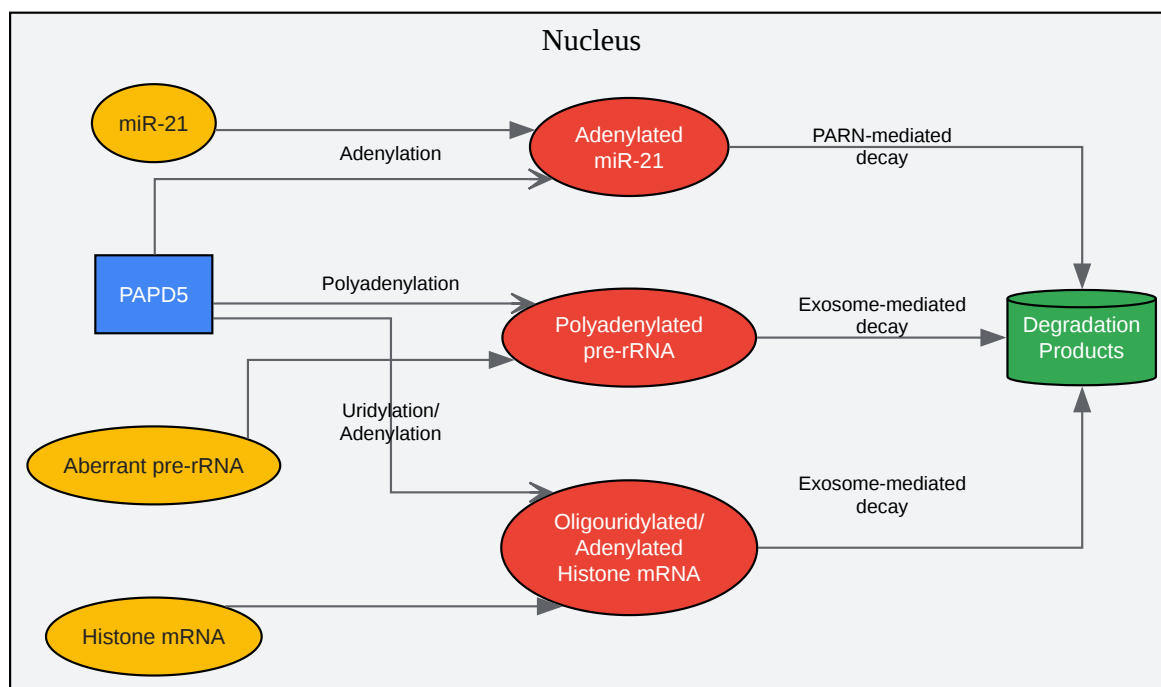 Nucleus
miR-21
Adenylation
Adenylated
miR-21
PARN-mediated
decay
PAPD5
Polyadenylation
Polyadenylated
pre-rRNA
Exosome-mediated
decay
Degradation
Products
Uridylation/
Adenylation
Aberrant pre-rRNA
Oligouridylated/
Adenylated
Histone mRNA
Exosome-mediated
decay
Histone mRNA